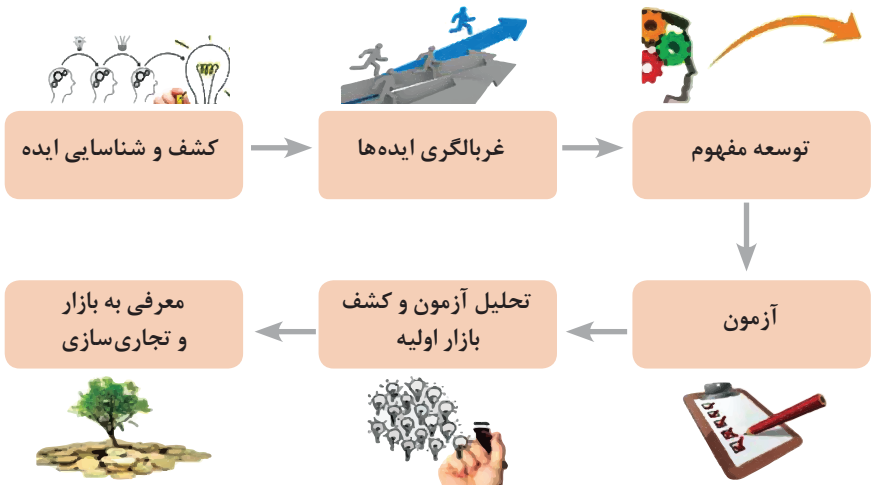 کشف و شناسایی ایده
غربالگری ایده‌ها
توسعه مفهوم
آزمون
تحلیل آزمون و کشف
بازار اولیه
معرفی به بازار
و تجاری‌سازی